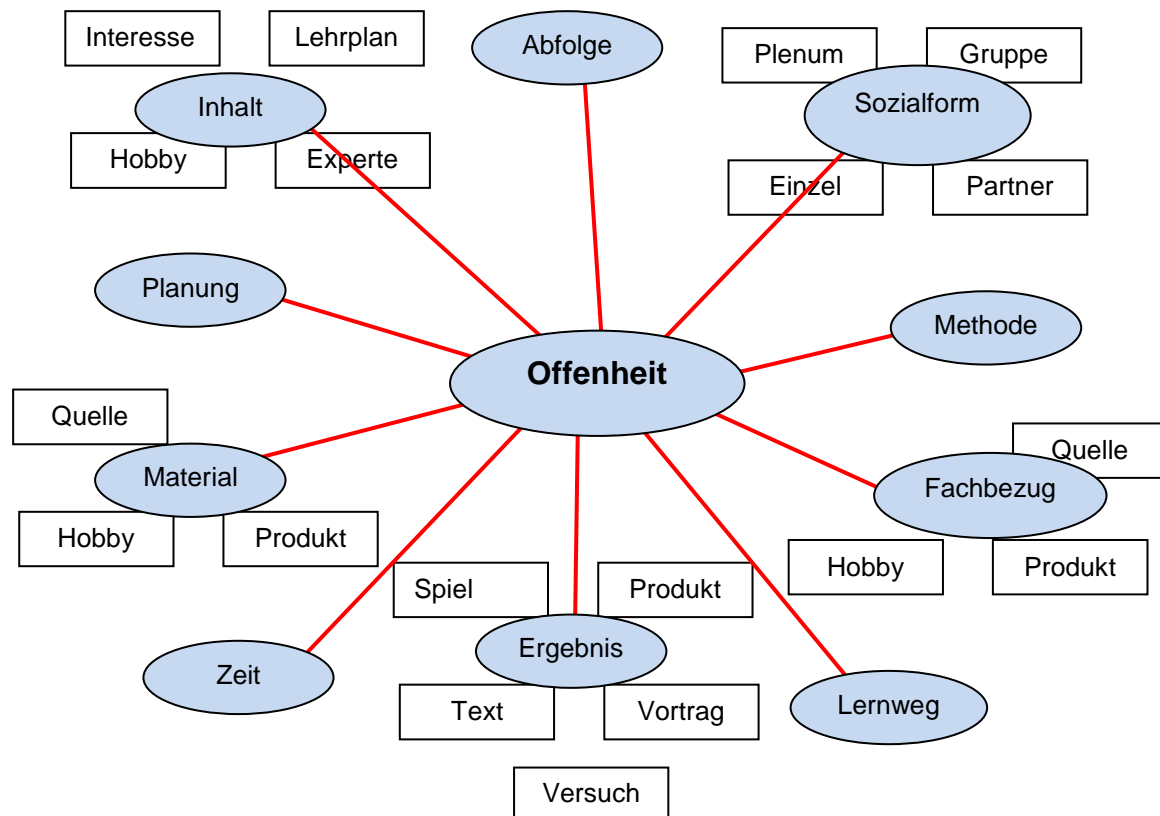 Interesse
Lehrplan
Abfolge
Plenum
Gruppe
Inhalt
Sozialform
Hobby
Experte
Einzel
Partner
Planung
Methode
Offenheit
Quelle
Material
Hobby
Produkt
Quelle
Fachbezug
Hobby
Produkt
Spiel
Produkt
Zeit
Ergebnis
Lernweg
Text
Vortrag
Versuch